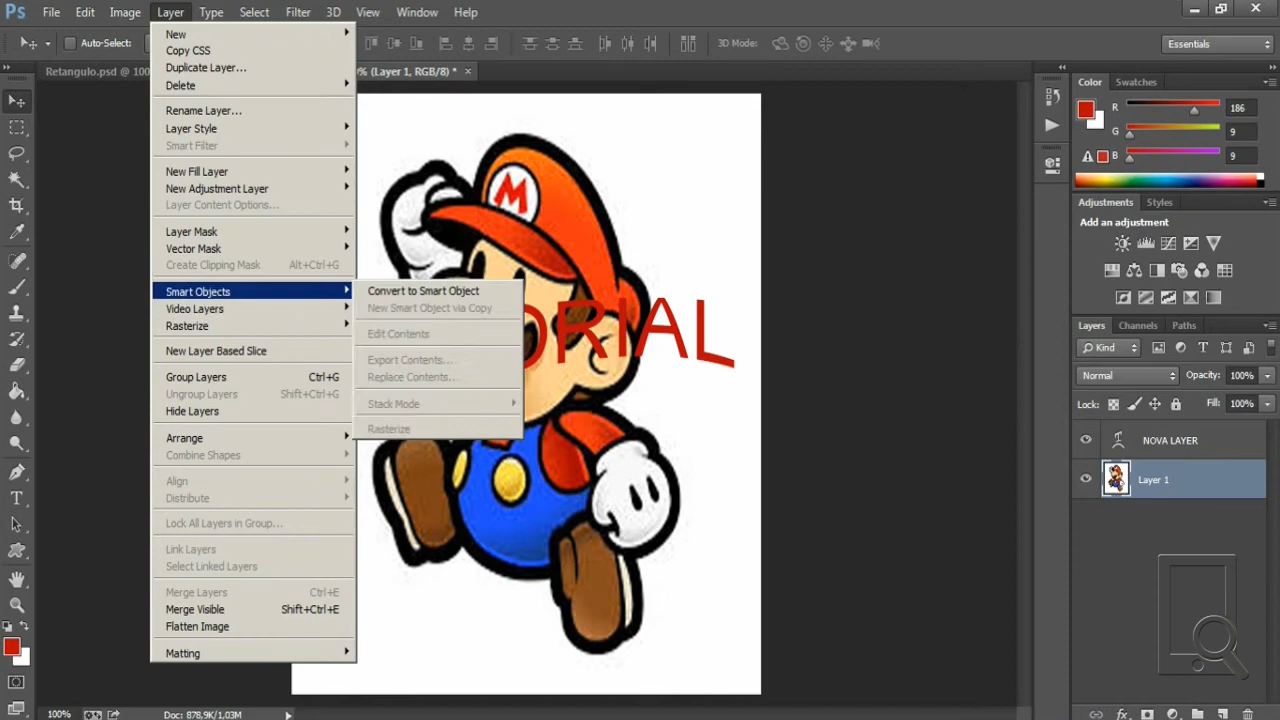 Ps File Edit Image Layer Type Select Filter 3D View Window Help
Auto-Select:
3D Mode:
Essentials
Retangulo.psd @ 100
% (Layer 1, RGB/8) *
New
Copy CSS
Duplicate Layer...
Delete
Rename Layer...
Layer Style
Smart Filter
New Fill Layer
New Adjustment Layer
Layer Content Options...
Layer Mask
Vector Mask
Create Clipping Mask Alt+Ctrl+G
Smart Objects
Video Layers
Rasterize
New Layer Based Slice
Group Layers Ctrl+G
Ungroup Layers Shift+Ctrl+G
Hide Layers
Arrange
Combine Shapes
Align
Distribute
Lock All Layers in Group...
Link Layers
Select Linked Layers
Merge Layers Ctrl+E
Merge Visible Shift+Ctrl+E
Flatten Image
Matting
Convert to Smart Object
New Smart Object via Copy
Edit Contents
Export Contents...
Replace Contents...
Stack Mode
Rasterize
M
ORIAL
Color Swatches
R 186
G 9
B 9
Adjustments Styles
Add an adjustment
Layers Channels Paths
Kind
Normal Opacity: 100%
Lock: Fill: 100%
NOVA LAYER
Layer 1
100% Doc: 878,9K/1,03M